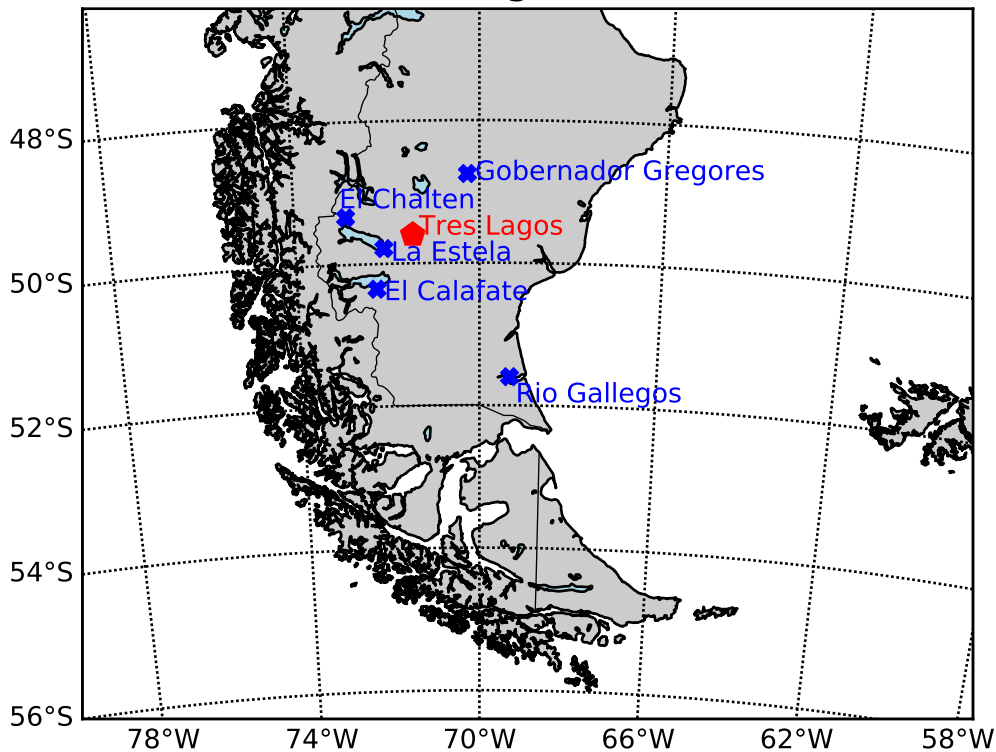 48°S
Gobernador Gregores
El Chalten
Tres Lagos
La Estela
50°S
El Calafate
Rio Gallegos
52°S
54°S
56°S
78°W 74°W 70°W 66°W 62°W 58°W